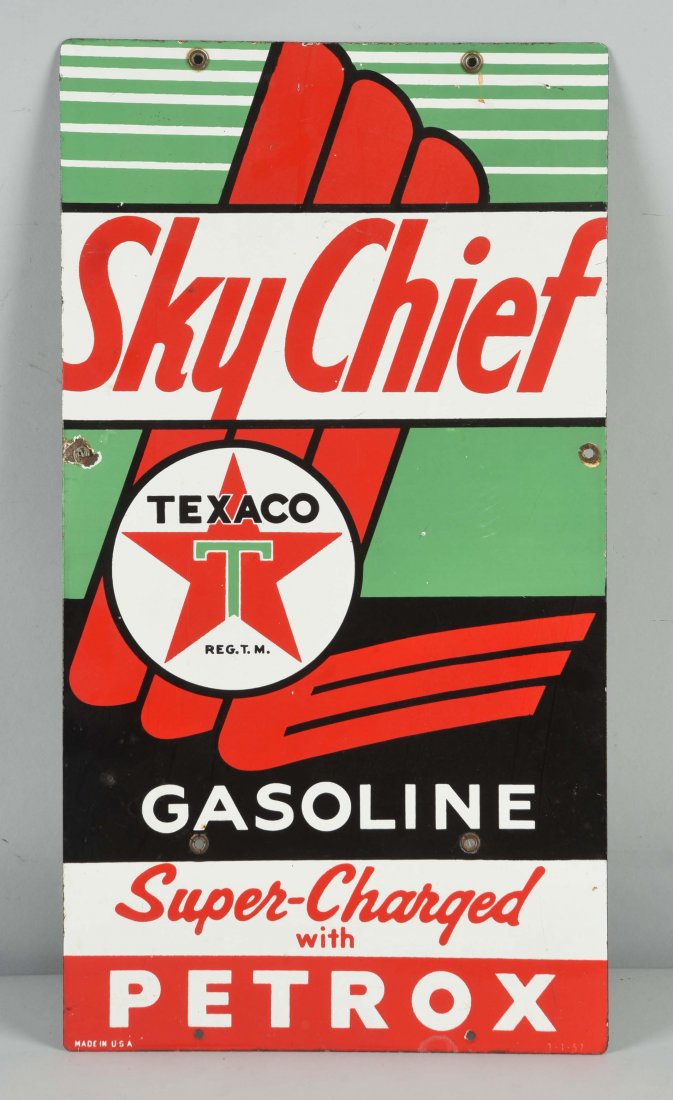 Sky Chief
TEXACO
T
REG. T. M.
GASOLINE
Super-Charged
with
PETROX
MADE IN U S A